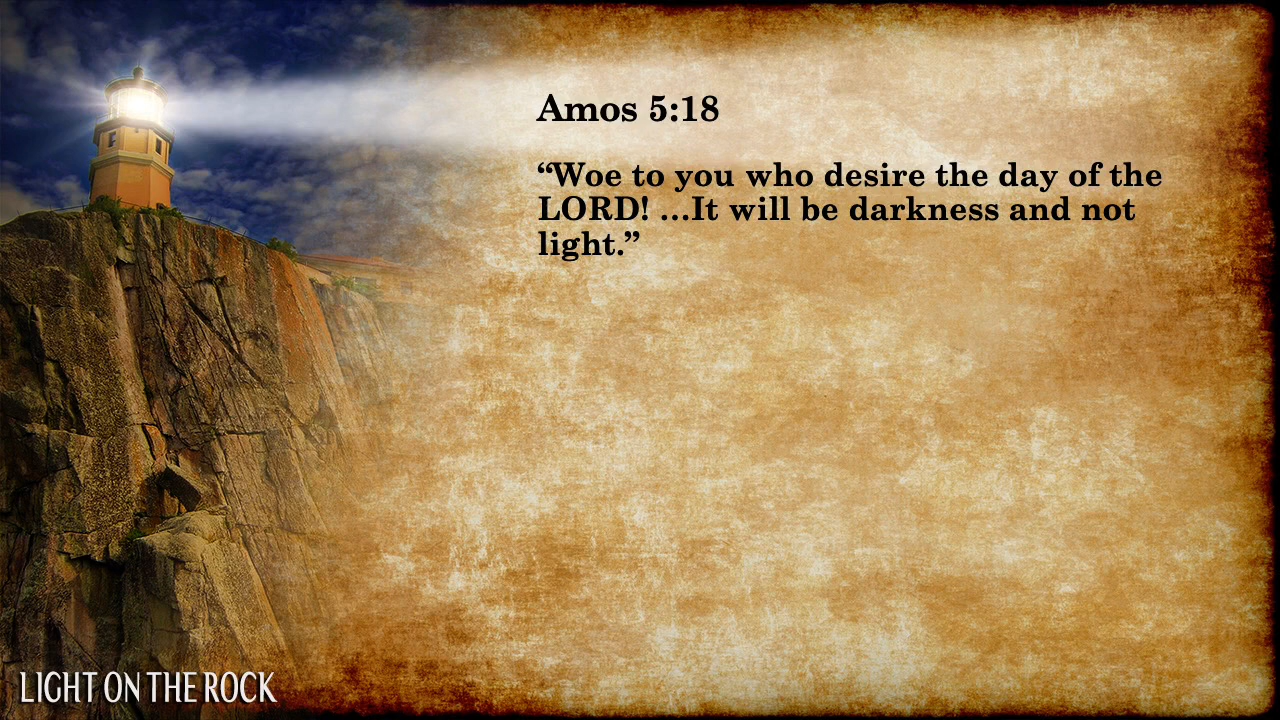 Amos 5:18
“Woe to you who desire the day of the
LORD! ...It will be darkness and not
light.”
LIGHT ON THE ROCK